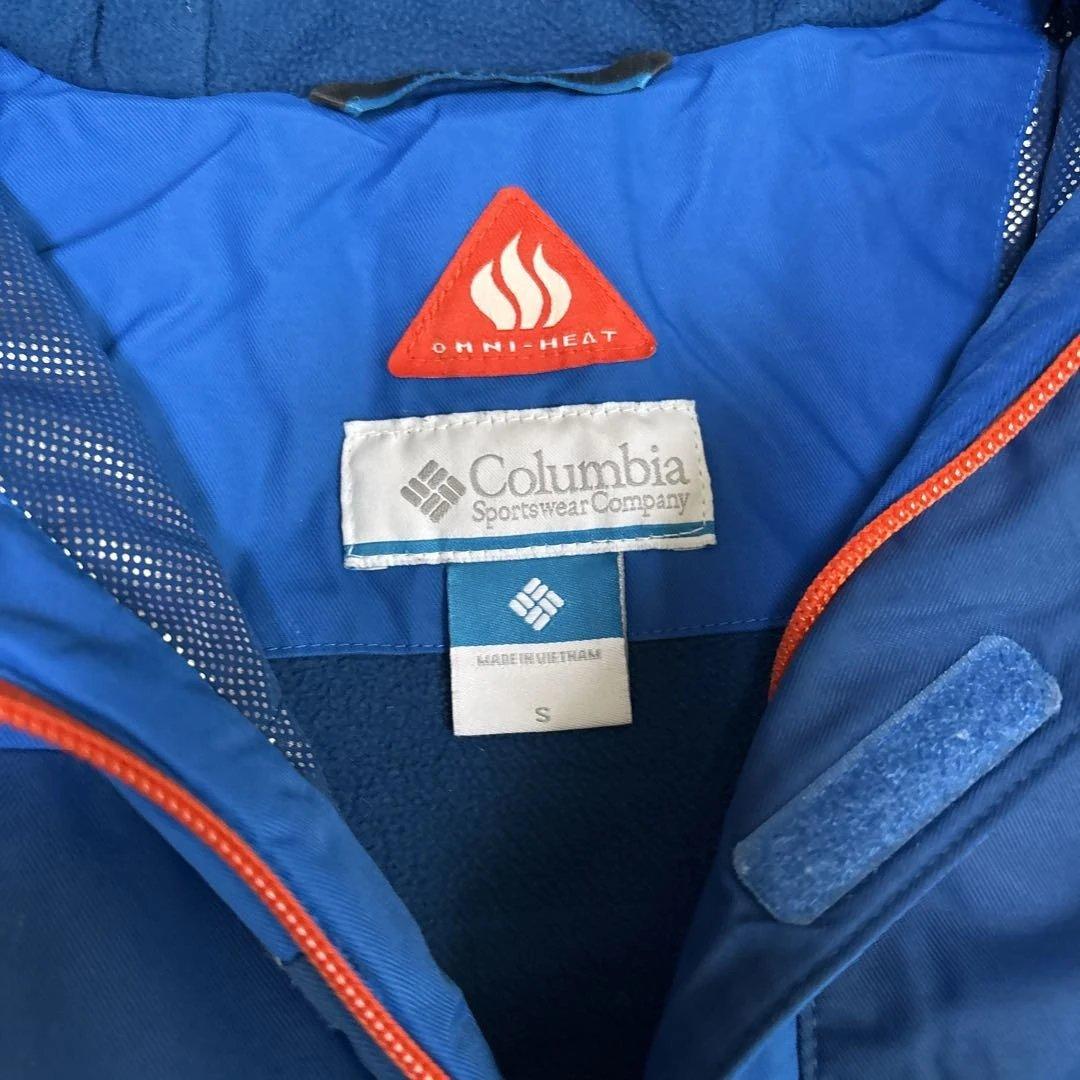 OMNI-HEAT
Columbia
Sportswear Company
MADE IN VIETNAM
S